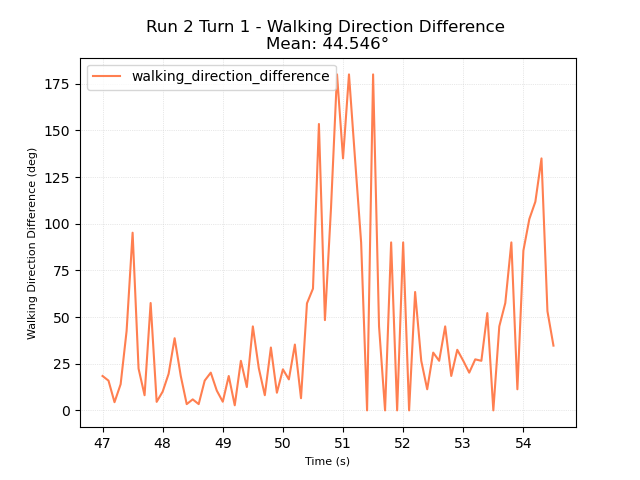 Run 2 Turn 1 - Walking Direction Difference
Mean: 44.546°
walking_direction_difference
Walking Direction Difference (deg)
175
150
125
100
75
50
25
0
47 48 49 50 51 52 53 54
Time (s)